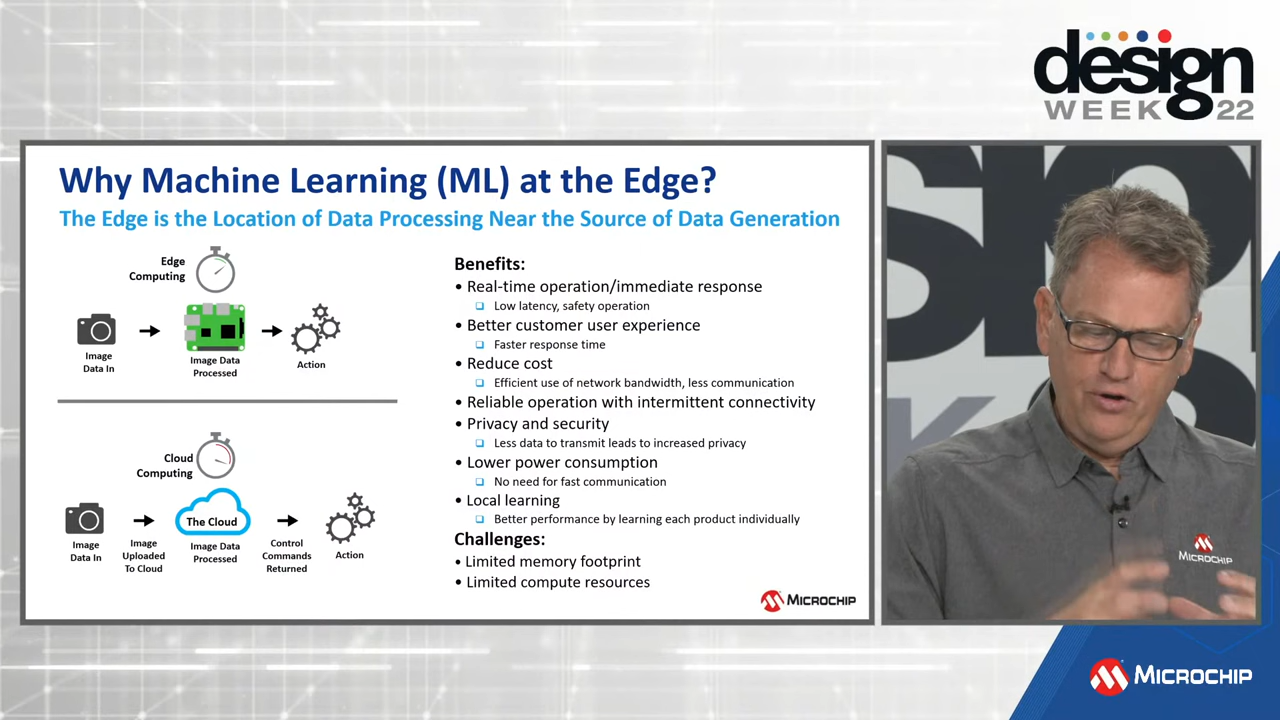 design
WEEK 22
Why Machine Learning (ML) at the Edge?
The Edge is the Location of Data Processing Near the Source of Data Generation
Edge
Computing
Image
Data In
Image Data
Processed
Action
Cloud
Computing
The Cloud
Image
Data In
Image
Uploaded
To Cloud
Image Data
Processed
Control
Commands
Returned
Action
Benefits:
• Real-time operation/immediate response
❑ Low latency, safety operation
• Better customer user experience
❑ Faster response time
• Reduce cost
❑ Efficient use of network bandwidth, less communication
• Reliable operation with intermittent connectivity
• Privacy and security
❑ Less data to transmit leads to increased privacy
• Lower power consumption
❑ No need for fast communication
• Local learning
❑ Better performance by learning each product individually
Challenges:
• Limited memory footprint
• Limited compute resources
MICROCHIP
MICROCHIP
MICROCHIP